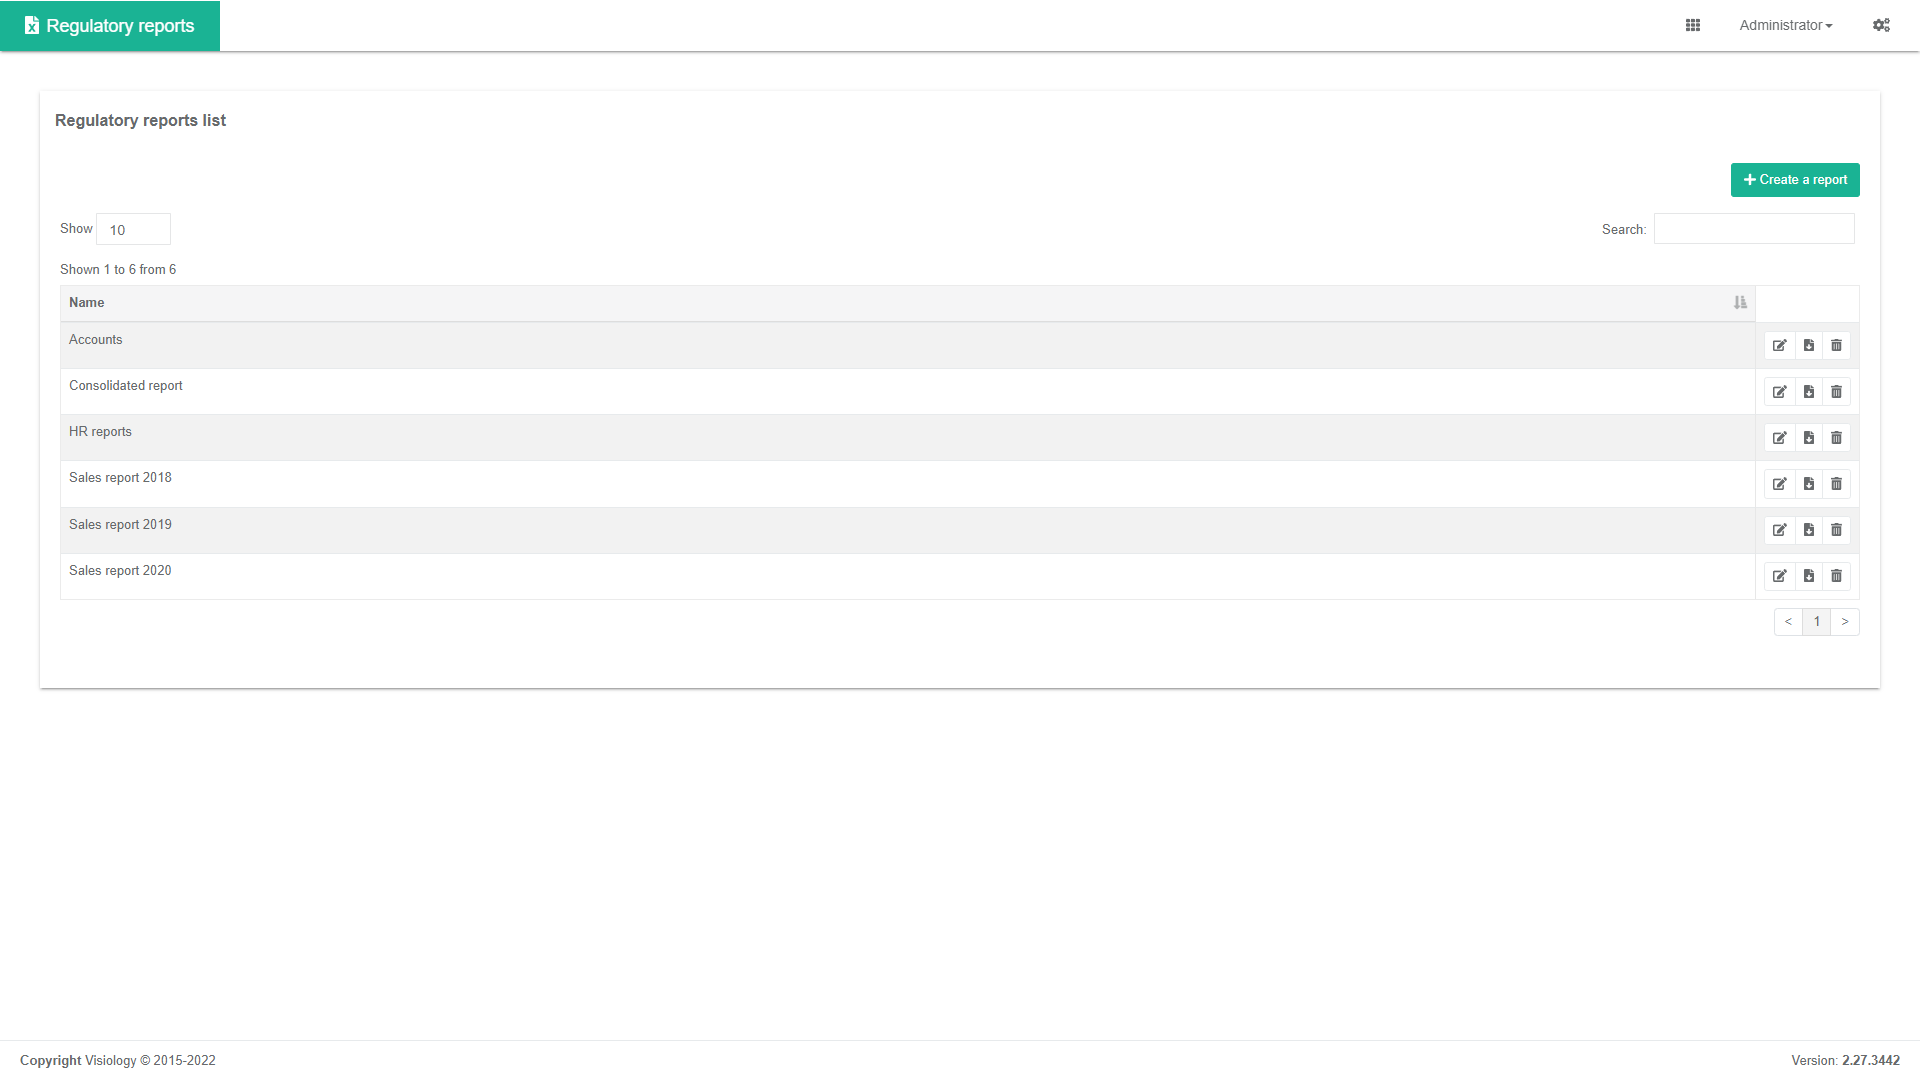 Regulatory reports
Administrator
Regulatory reports list
Create a report
Show 10
Search:
Shown 1 to 6 from 6
Name
Accounts
Consolidated report
HR reports
Sales report 2018
Sales report 2019
Sales report 2020
< 1 >
Copyright Visiology © 2015-2022
Version: 2.27.3442